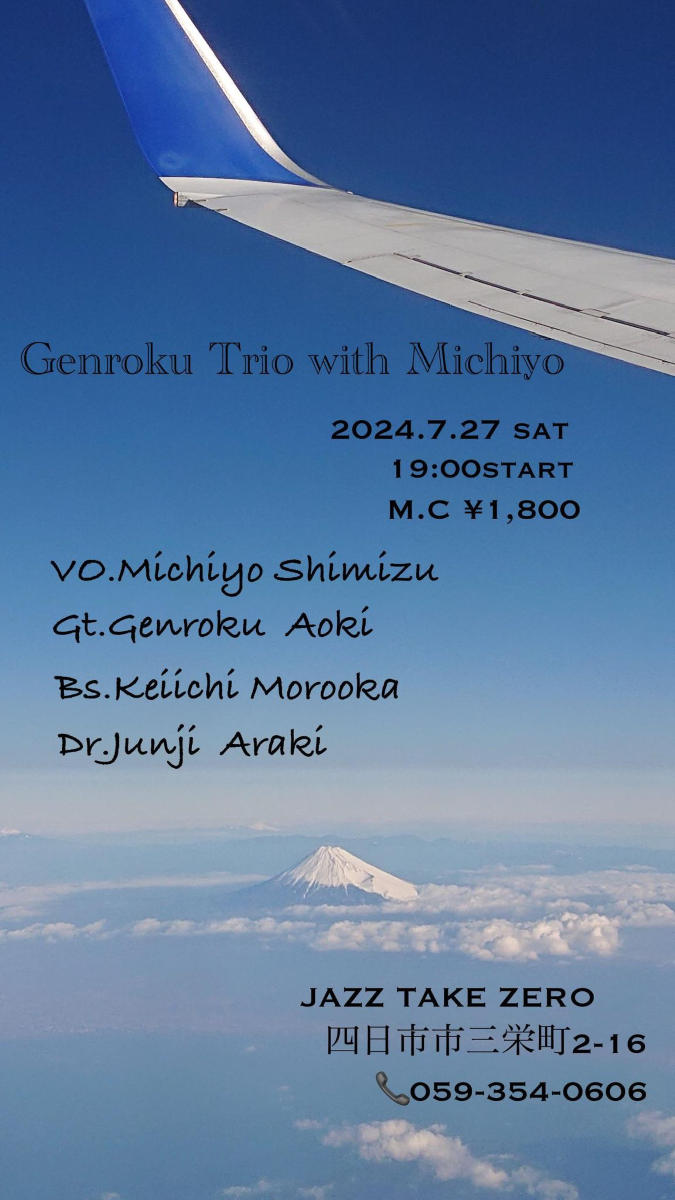 Genroku Trio with Michiyo
2024.7.27 SAT
19:00START
M.C ¥1,800
VO.Michiyo Shimizu
Gt.Genroku Aoki
Bs.Keiichi Morooka
Dr.Junji Araki
JAZZ TAKE ZERO
四日市市三栄町2-16
📞059-354-0606